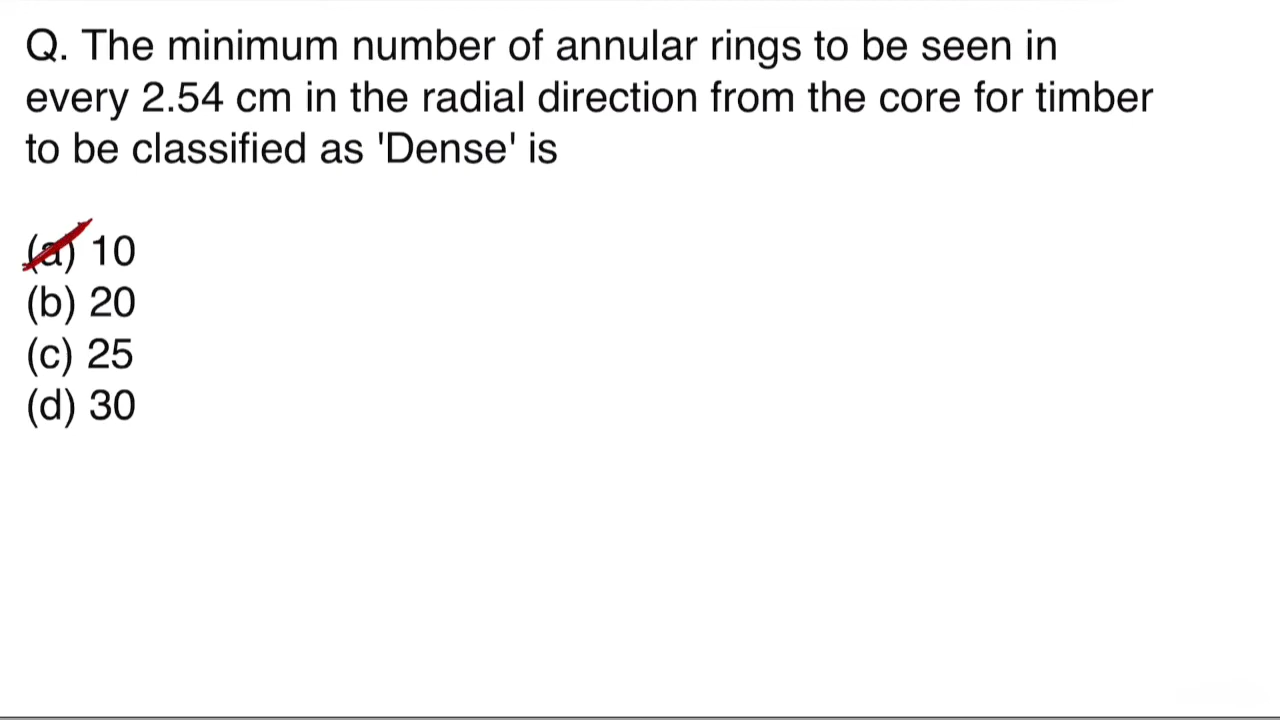 Q. The minimum number of annular rings to be seen in
every 2.54 cm in the radial direction from the core for timber
to be classified as 'Dense' is
(a) 10
(b) 20
(c) 25
(d) 30